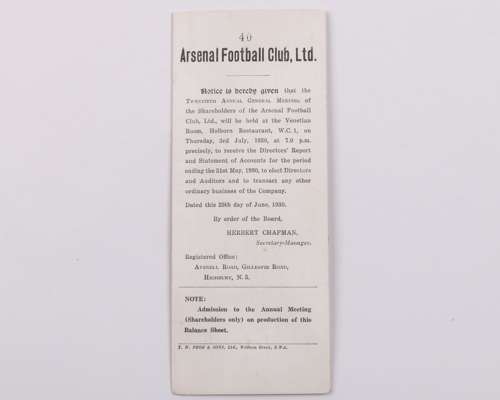 40
Arsenal Football Club, Ltd.
Notice is hereby given that the
Twentieth Annual General Meeting of
the Shareholders of the Arsenal Football
Club, Ltd., will be held at the Venetian
Room, Holborn Restaurant, W.C.1, on
Thursday, 3rd July, 1930, at 7.0 p.m.
precisely, to receive the Directors' Report
and Statement of Accounts for the period
ending the 31st May, 1930, to elect Directors
and Auditors and to transact any other
ordinary business of the Company.
Dated this 25th day of June, 1930.
By order of the Board,
HERBERT CHAPMAN,
Secretary-Manager.
Registered Office:
Avenell Road, Gillespie Road,
Highbury, N.5.
NOTE:
Admission to the Annual Meeting
(Shareholders only) on production of this
Balance Sheet.
& Sons, Ltd.,